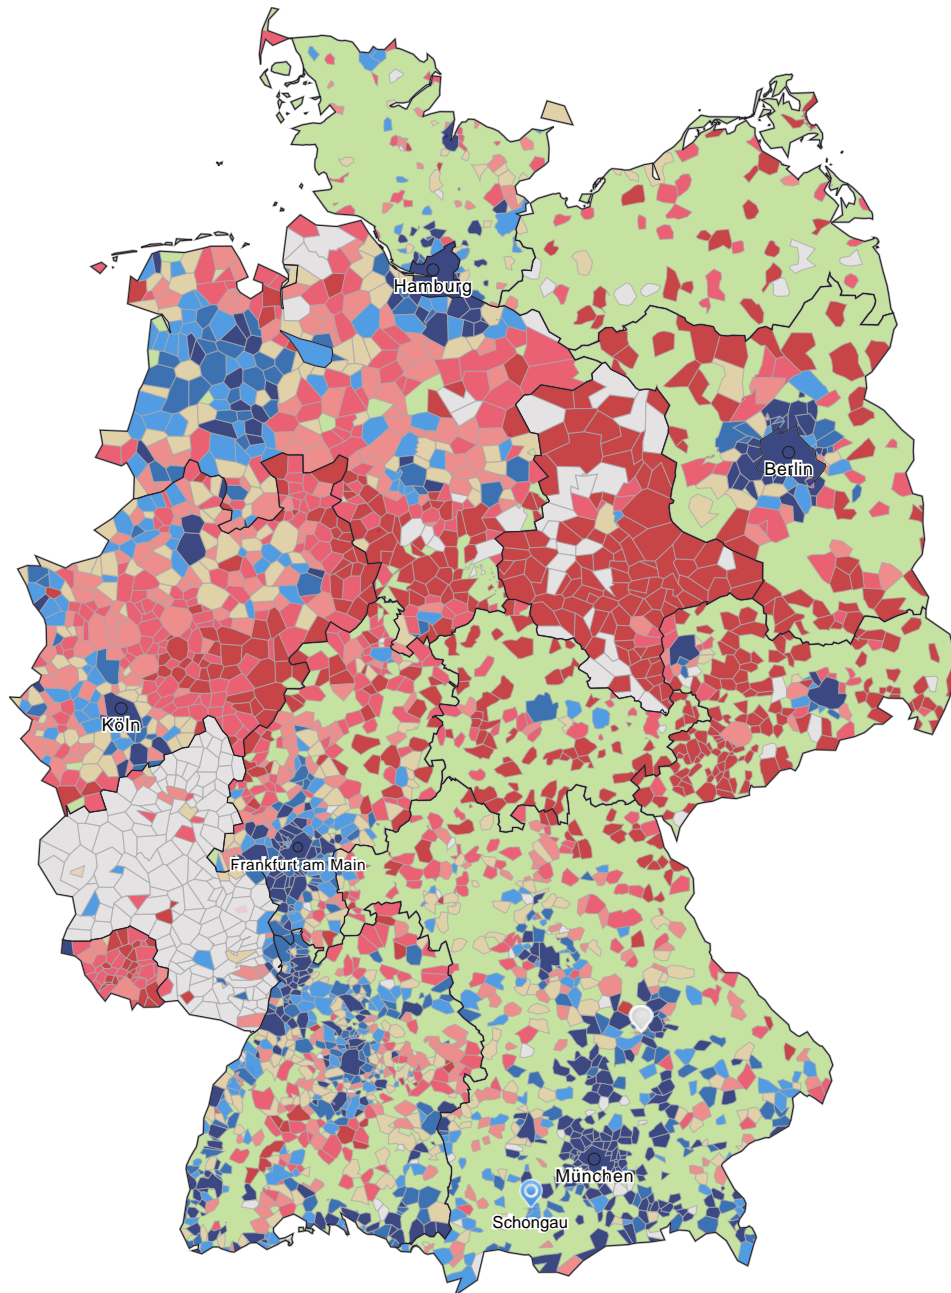 Hamburg
Berlin
Köln
Frankfurt am Main
München
Schongau